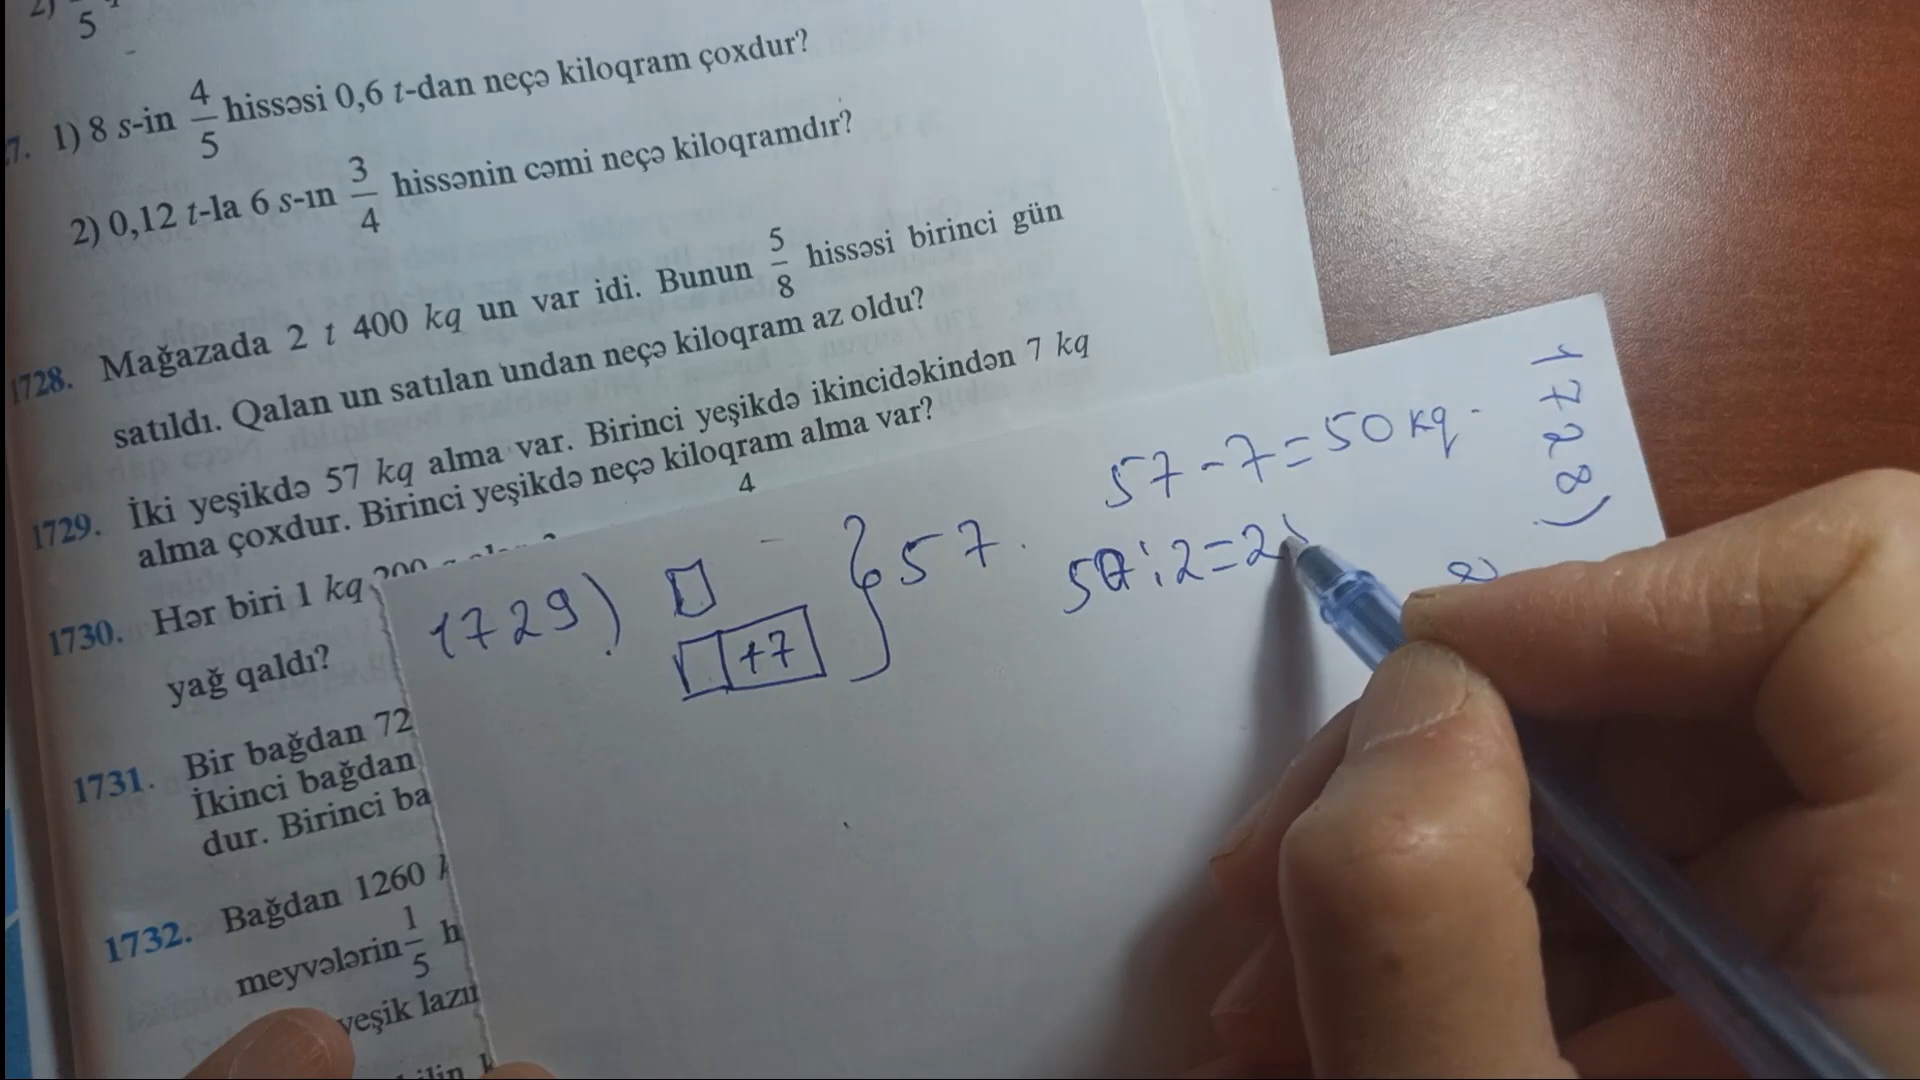 5
7. 1) 8 s-in 4/5 hissəsi 0,6 t-dan neçə kiloqram çoxdur?
2) 0,12 t-la 6 s-ın 3/4 hissənin cəmi neçə kiloqramdır?
1728. Mağazada 2 t 400 kq un var idi. Bunun 5/8 hissəsi birinci gün
satıldı. Qalan un satılan undan neçə kiloqram az oldu?
1729. İki yeşikdə 57 kq alma var. Birinci yeşikdə ikincidəkindən 7 kq
alma çoxdur. Birinci yeşikdə neçə kiloqram alma var?
4
1730. Hər biri 1 kq 200
yağ qaldı?
1731. Bir bağdan 72
İkinci bağdan
dur. Birinci ba
1732. Bağdan 1260
meyvələrin 1/5 h
yeşik lazı
1729)
+7
57
57-7=50 kq
50:2=2
1728)